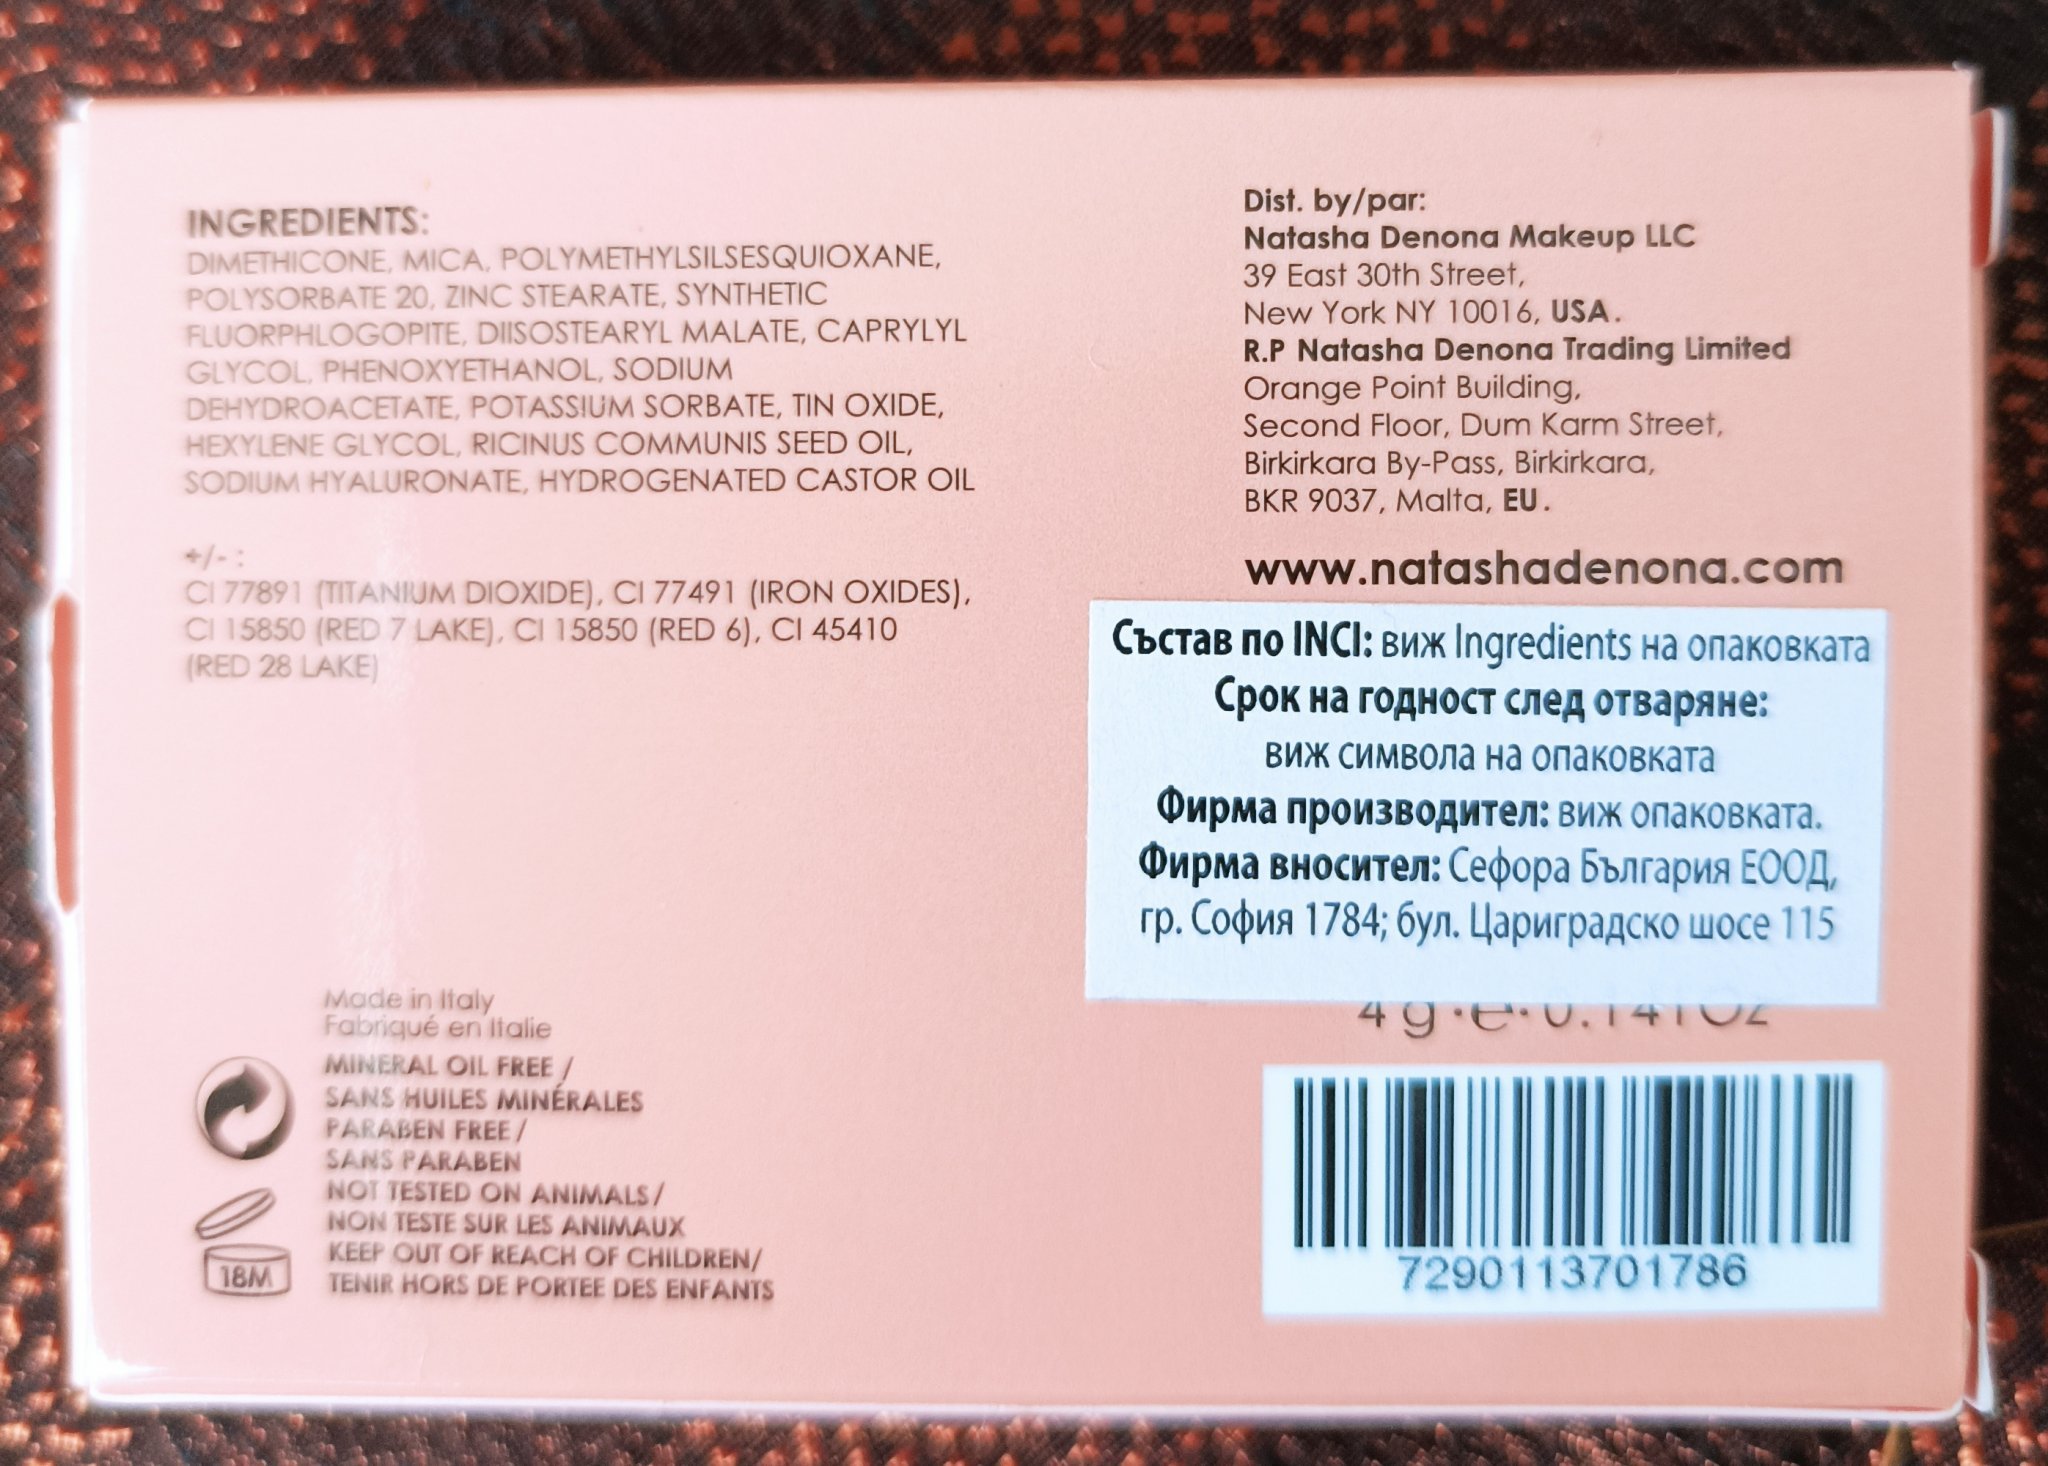 INGREDIENTS:
DIMETHICONE, MICA, POLYMETHYLSILSESQUIOXANE,
POLYSORBATE 20, ZINC STEARATE, SYNTHETIC
FLUORPHLOGOPITE, DIISOSTEARYL MALATE, CAPRYLYL
GLYCOL, PHENOXYETHANOL, SODIUM
DEHYDROACETATE, POTASSIUM SORBATE, TIN OXIDE,
HEXYLENE GLYCOL, RICINUS COMMUNIS SEED OIL,
SODIUM HYALURONATE, HYDROGENATED CASTOR OIL
+/- :
CI 77891 (TITANIUM DIOXIDE), CI 77491 (IRON OXIDES),
CI 15850 (RED 7 LAKE), CI 15850 (RED 6), CI 45410
(RED 28 LAKE)
Made in Italy
Fabriqué en Italie
MINERAL OIL FREE /
SANS HUILES MINÉRALES
PARABEN FREE /
SANS PARABEN
NOT TESTED ON ANIMALS/
NON TESTE SUR LES ANIMAUX
KEEP OUT OF REACH OF CHILDREN/
TENIR HORS DE PORTEE DES ENFANTS
18M
Dist. by/par:
Natasha Denona Makeup LLC
39 East 30th Street,
New York NY 10016, USA.
R.P Natasha Denona Trading Limited
Orange Point Building,
Second Floor, Dum Karm Street,
Birkirkara By-Pass, Birkirkara,
BKR 9037, Malta, EU.
www.natashadenona.com
Състав по INCI: виж Ingredients на опаковката
Срок на годност след отваряне:
виж символа на опаковката
Фирма производител: виж опаковката.
Фирма вносител: Сефора България ЕООД,
гр. София 1784; бул. Цариградско шосе 115
4 g · e · 0.141 Oz
7290113701786